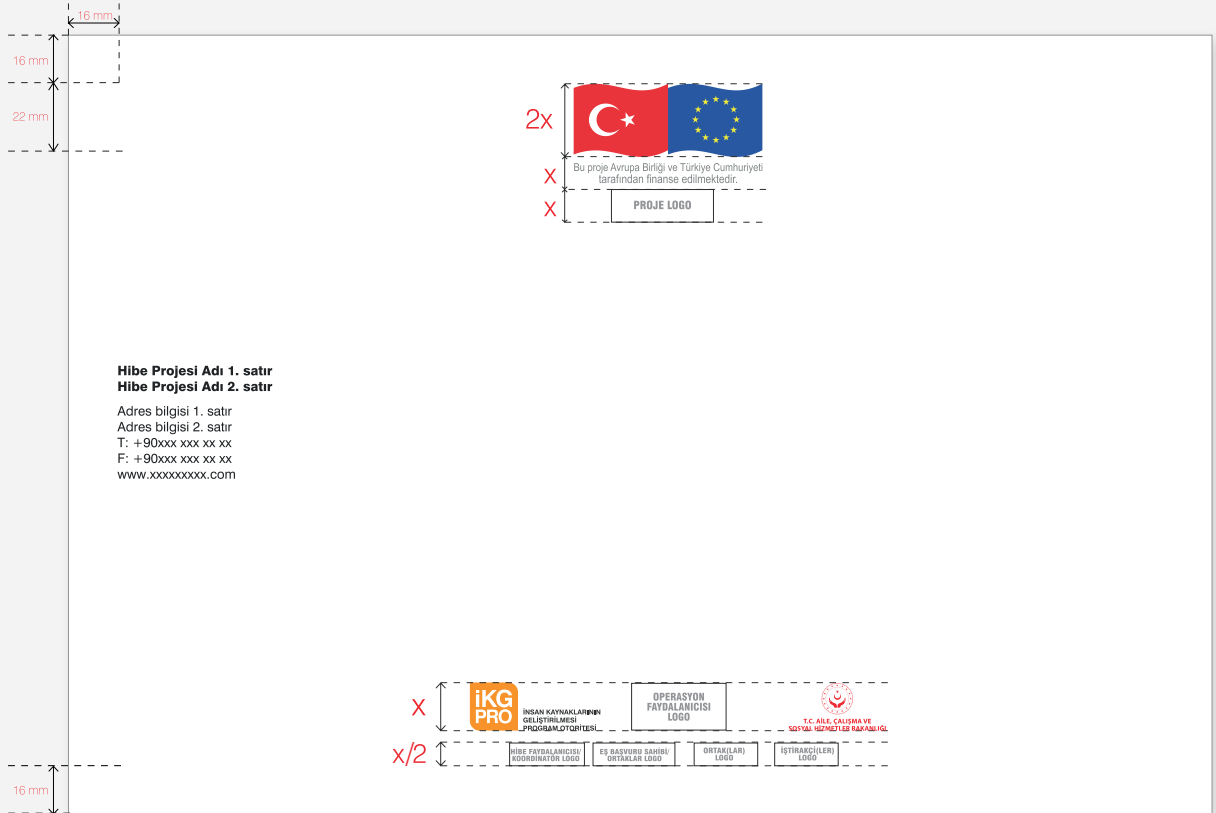 16 mm
16 mm
22 mm
2x
x
x
Bu proje Avrupa Birliği ve Türkiye Cumhuriyeti
tarafından finanse edilmektedir.
PROJE LOGO
Hibe Projesi Adı 1. satır
Hibe Projesi Adı 2. satır
Adres bilgisi 1. satır
Adres bilgisi 2. satır
T: +90xxx xxx xx xx
F: +90xxx xxx xx xx
www.xxxxxxxxx.com
x
iKG
PRO
İNSAN KAYNAKLARININ
GELİŞTİRİLMESİ
PROGRAM OTORİTESİ
OPERASYON
FAYDALANICISI
LOGO
T.C. AİLE, ÇALIŞMA VE
SOSYAL HİZMETLER BAKANLIĞI
x/2
HİBE FAYDALANICISI/
KOORDİNATÖR LOGO
EŞ BAŞVURU SAHİBİ/
ORTAKLAR LOGO
ORTAK(LAR)
LOGO
İŞTİRAKÇİ(LER)
LOGO
16 mm